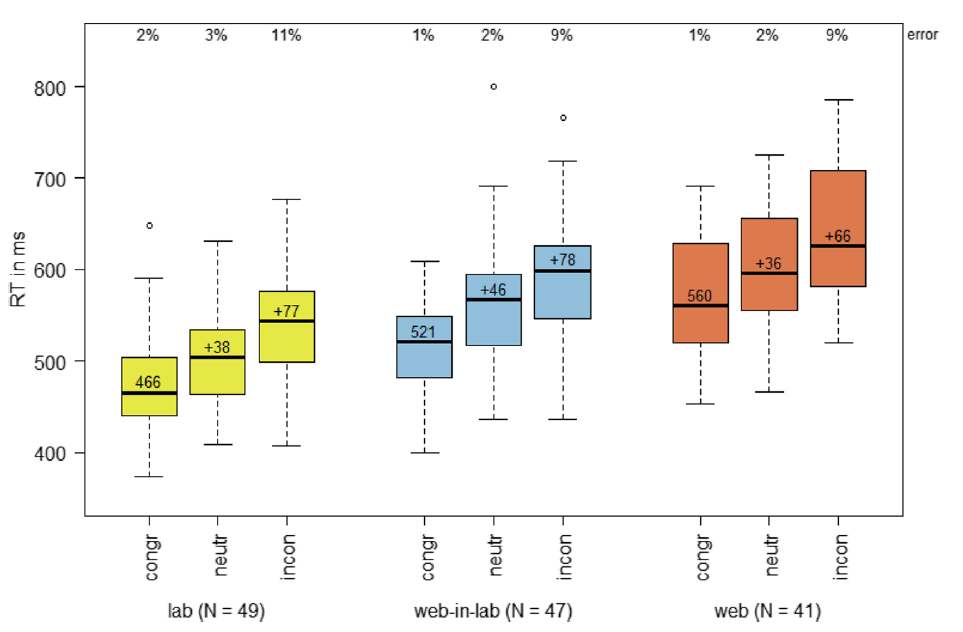 2% 3% 11% 1% 2% 9% 1% 2% 9% error
800
700
600
500
400
RT in ms
466 +38 +77 521 +46 +78 560 +36 +66
congr neutr incon congr neutr incon congr neutr incon
lab (N = 49) web-in-lab (N = 47) web (N = 41)